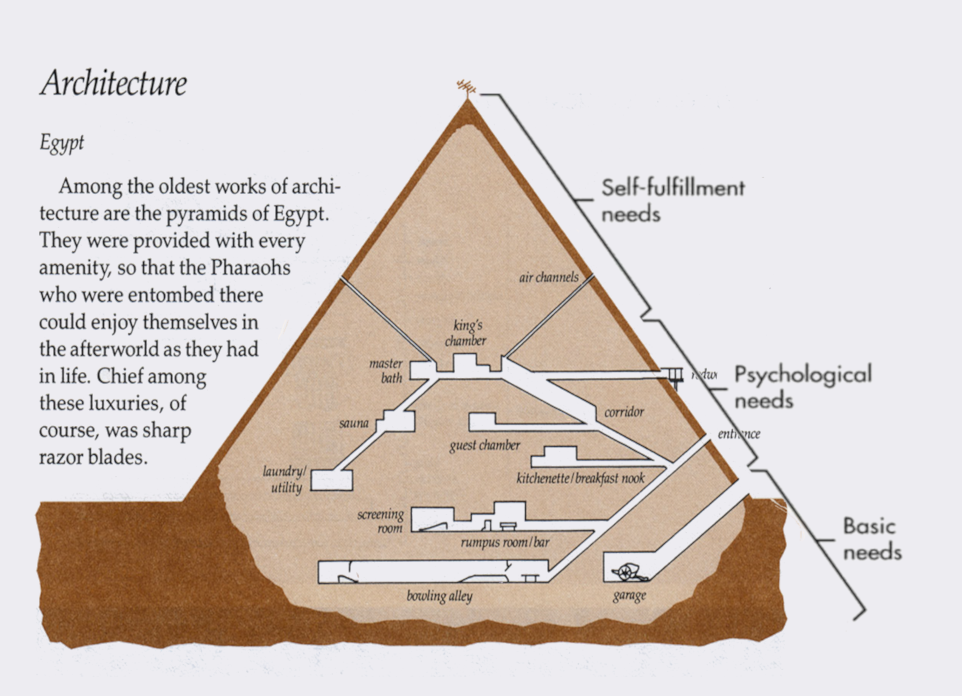 Architecture
Egypt
Among the oldest works of archi-
tecture are the pyramids of Egypt.
They were provided with every
amenity, so that the Pharaohs
who were entombed there
could enjoy themselves in
the afterworld as they had
in life. Chief among
these luxuries, of
course, was sharp
razor blades.
air channels
king's
chamber
master
bath
corridor
sauna
guest chamber
entrance
laundry/
utility
kitchenette/breakfast nook
screening
room
rumpus room/bar
bowling alley
garage
Self-fulfillment
needs
Psychological
needs
Basic
needs